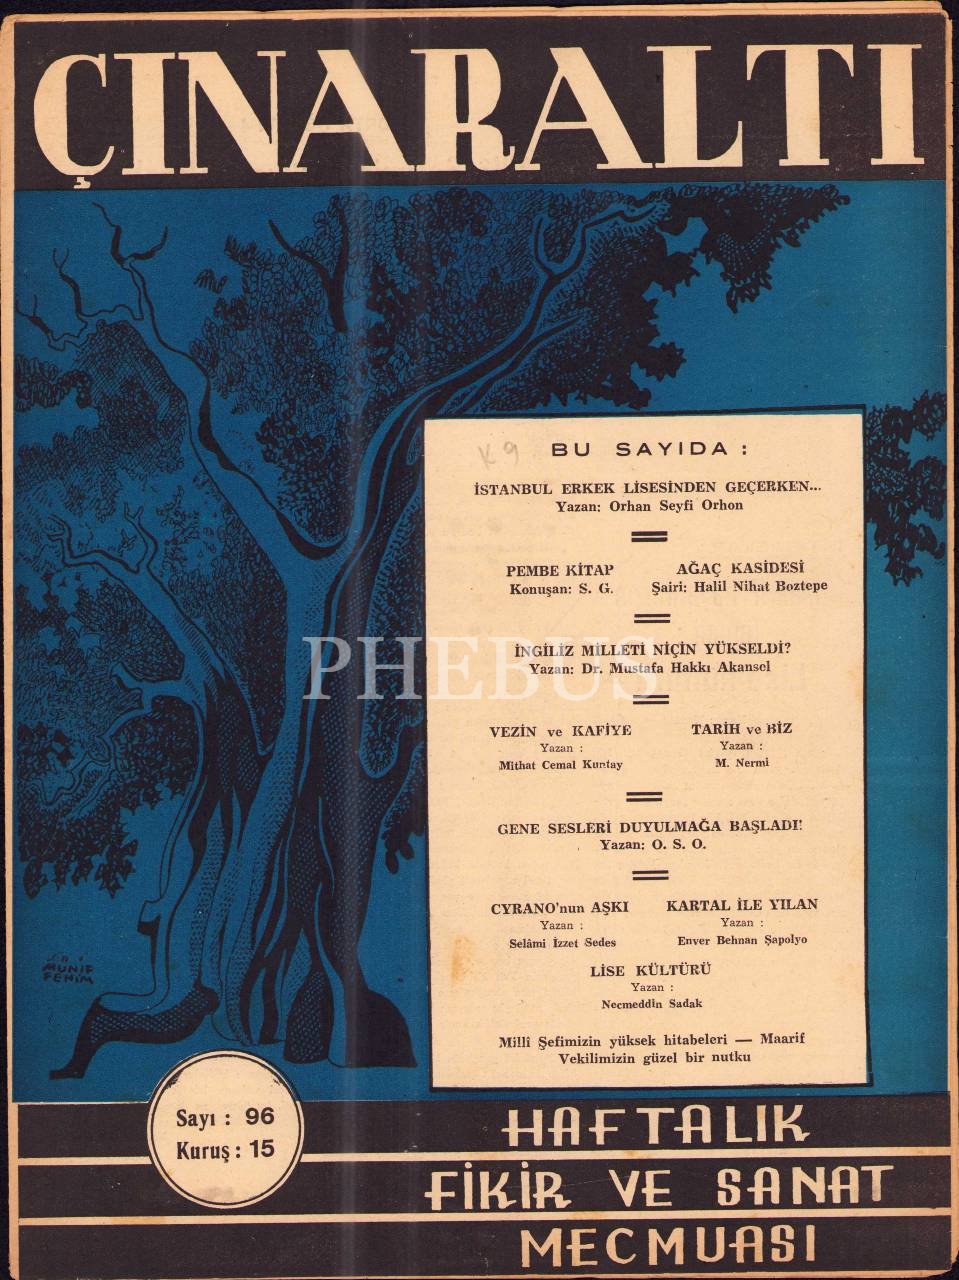 ÇINARALTI
K9
BU SAYIDA :
İSTANBUL ERKEK LİSESİNDEN GEÇERKEN...
Yazan: Orhan Seyfi Orhon
PEMBE KİTAP
Konuşan: S. G.
AĞAÇ KASİDESİ
Şairi: Halil Nihat Boztepe
İNGİLİZ MİLLETİ NİÇİN YÜKSELDİ?
Yazan: Dr. Mustafa Hakkı Akansel
PHEBUS
VEZİN ve KAFİYE
Yazan :
Mithat Cemal Kuntay
TARİH ve BİZ
Yazan :
M. Nermi
GENE SESLERİ DUYULMAĞA BAŞLADI!
Yazan: O. S. O.
CYRANO'nun AŞKI
Yazan :
Selâmi İzzet Sedes
KARTAL İLE YILAN
Yazan :
Enver Behnan Şapolyo
LİSE KÜLTÜRÜ
Yazan :
Necmeddin Sadak
Millî Şefimizin yüksek hitabeleri — Maarif
Vekilimizin güzel bir nutku
MÜNİF
FEHİM
Sayı : 96
Kuruş : 15
HAFTALIK
FİKİR VE SANAT
MECMUASI